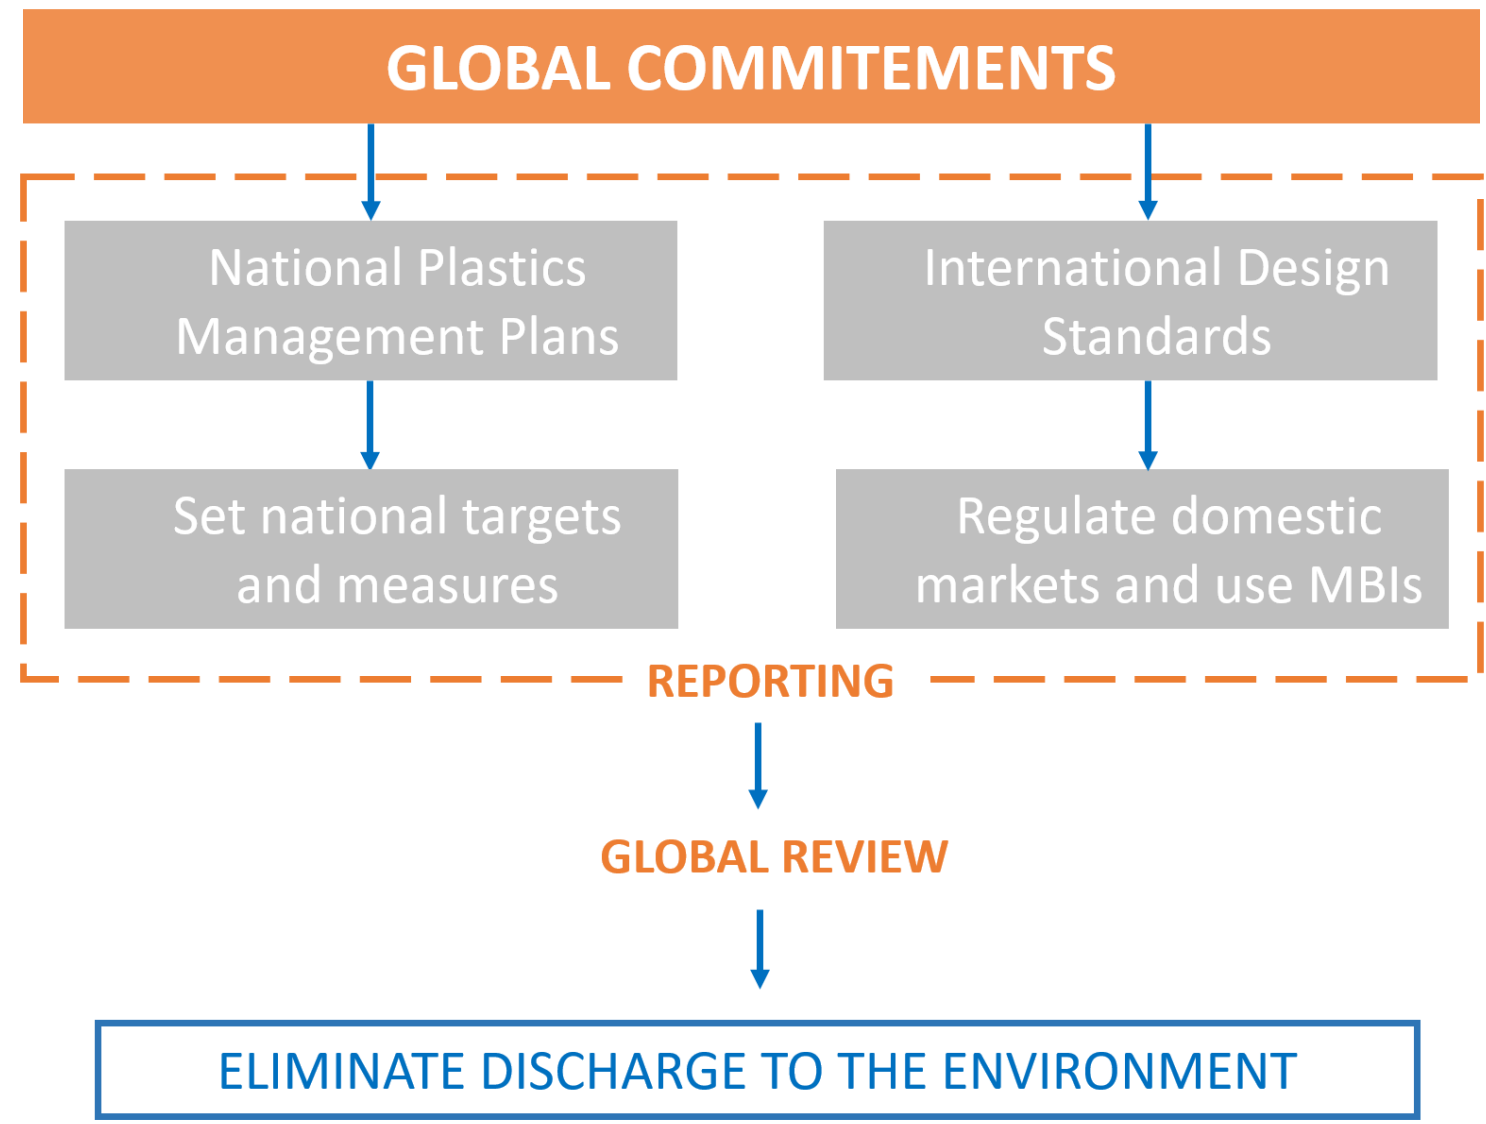 GLOBAL COMMITEMENTS
National Plastics
Management Plans
International Design
Standards
Set national targets
and measures
Regulate domestic
markets and use MBIs
REPORTING
GLOBAL REVIEW
ELIMINATE DISCHARGE TO THE ENVIRONMENT